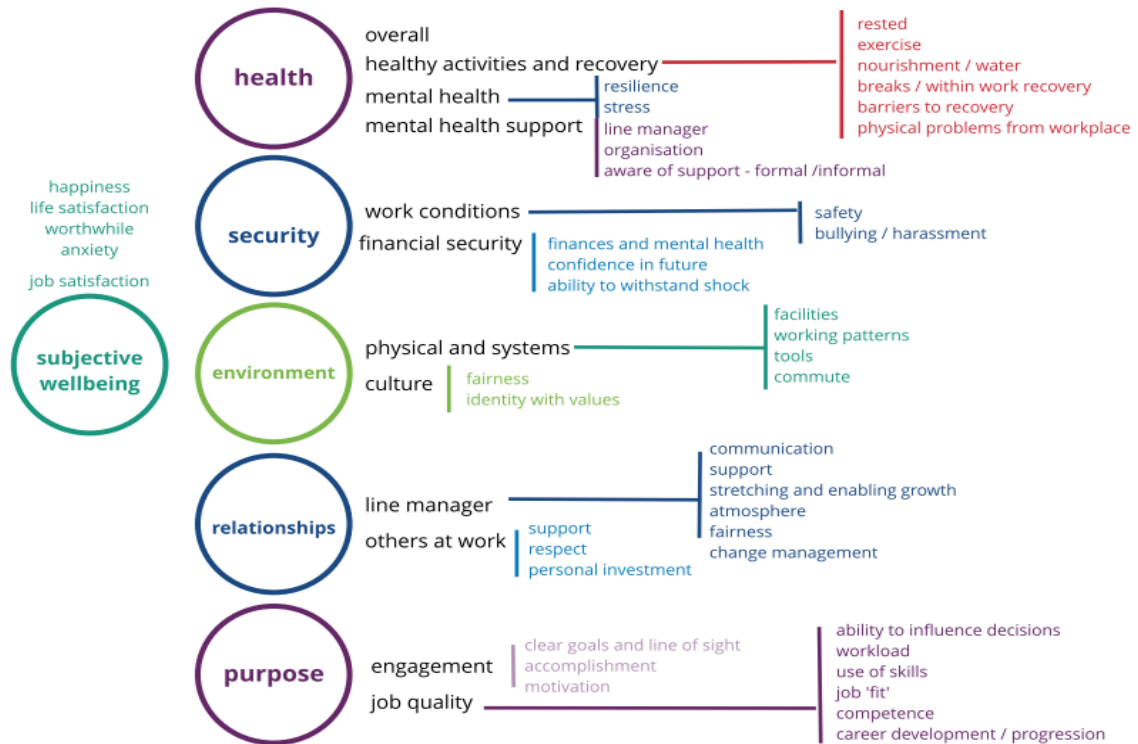 happiness
life satisfaction
worthwhile
anxiety
job satisfaction
subjective
wellbeing
health
overall
healthy activities and recovery
rested
exercise
nourishment / water
breaks / within work recovery
barriers to recovery
physical problems from workplace
mental health
resilience
stress
mental health support
line manager
organisation
aware of support - formal /informal
security
work conditions
safety
bullying / harassment
financial security
finances and mental health
confidence in future
ability to withstand shock
environment
physical and systems
facilities
working patterns
tools
commute
culture
fairness
identity with values
relationships
line manager
communication
support
stretching and enabling growth
atmosphere
fairness
change management
others at work
support
respect
personal investment
purpose
engagement
clear goals and line of sight
accomplishment
motivation
job quality
ability to influence decisions
workload
use of skills
job 'fit'
competence
career development / progression